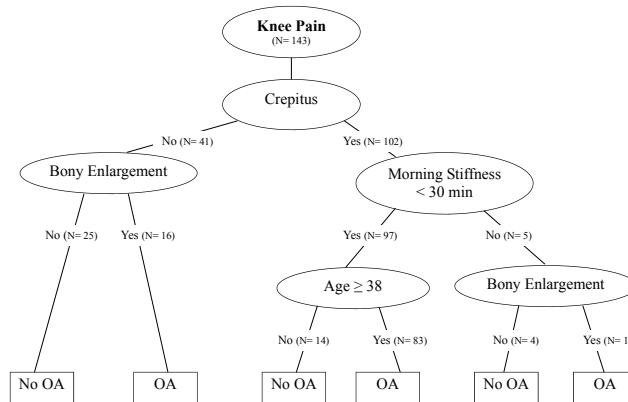 Knee Pain
(N= 143)
Crepitus
No (N= 41)
Yes (N= 102)
Bony Enlargement
Morning Stiffness
< 30 min
No (N= 25)
Yes (N= 16)
Yes (N= 97)
No (N= 5)
Age ≥ 38
Bony Enlargement
No (N= 14)
Yes (N= 83)
No (N= 4)
Yes (N= 1
No OA
OA
No OA
OA
No OA
OA